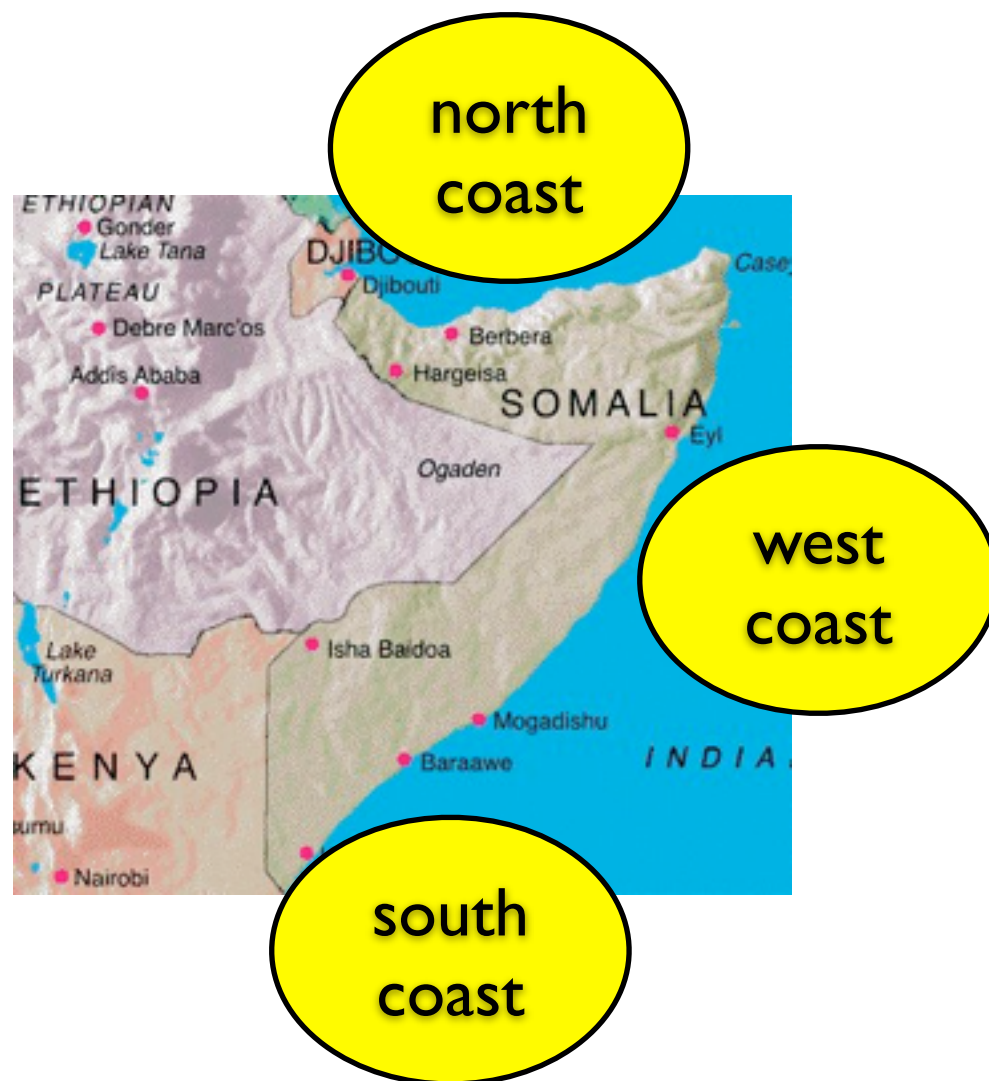 north
coast
ETHIOPIAN
Gonder
Lake Tana
DJIBO
Djibouti
Case
PLATEAU
Debre Marc'os
Berbera
Addis Ababa
Hargeisa
SOMALIA
Eyl
Ogaden
ETHIOPIA
west
coast
Lake
Turkana
Isha Baidoa
Mogadishu
Baraawe
INDIA
KENYA
sumu
Nairobi
south
coast